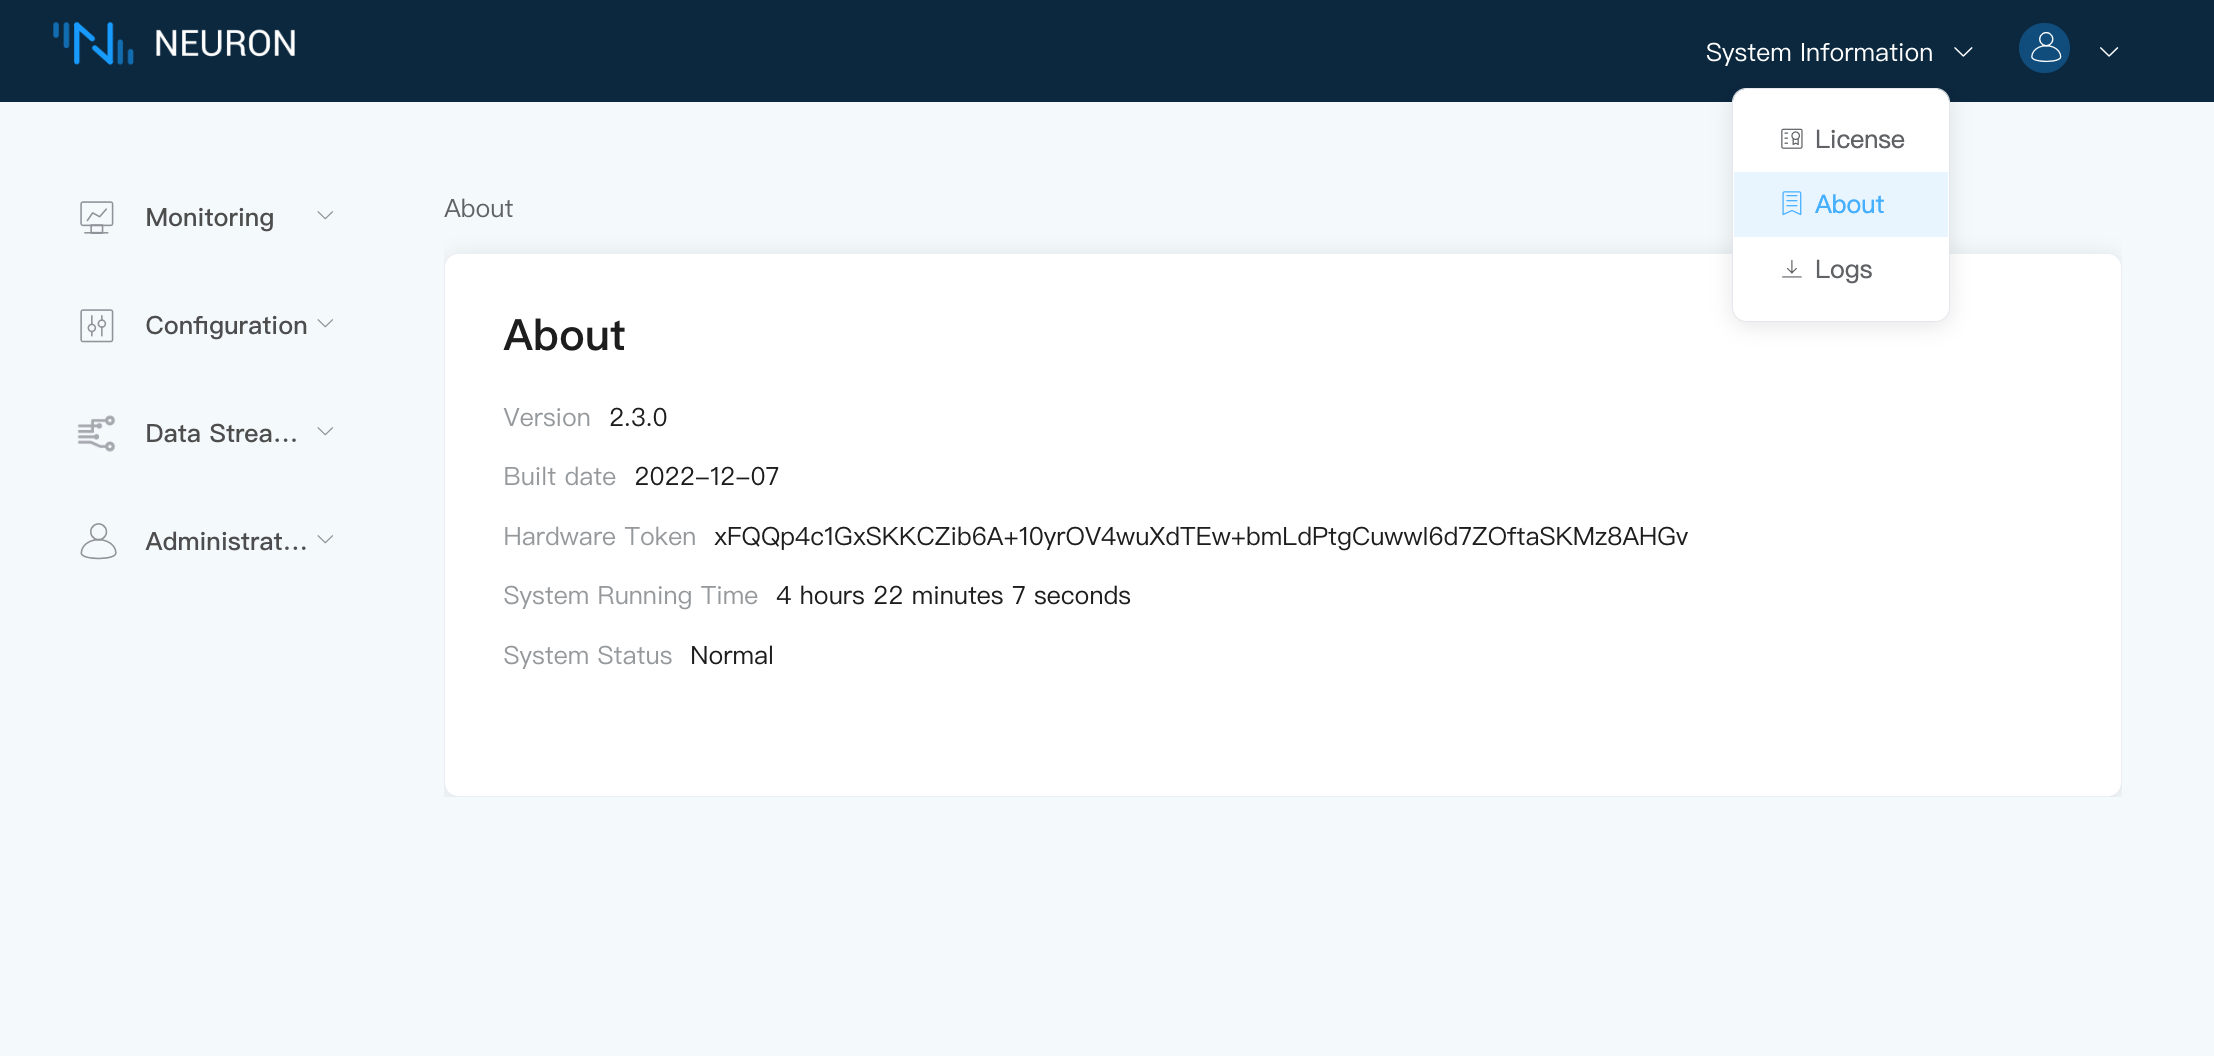 NEURON
System Information
License
About
Logs
Monitoring
Configuration
Data Strea...
Administrat...
About
About
Version 2.3.0
Built date 2022-12-07
Hardware Token xFQQp4c1GxSKKCZib6A+10yrOV4wuXdTEw+bmLdPtgCuwwI6d7ZOftaSKMz8AHGv
System Running Time 4 hours 22 minutes 7 seconds
System Status Normal